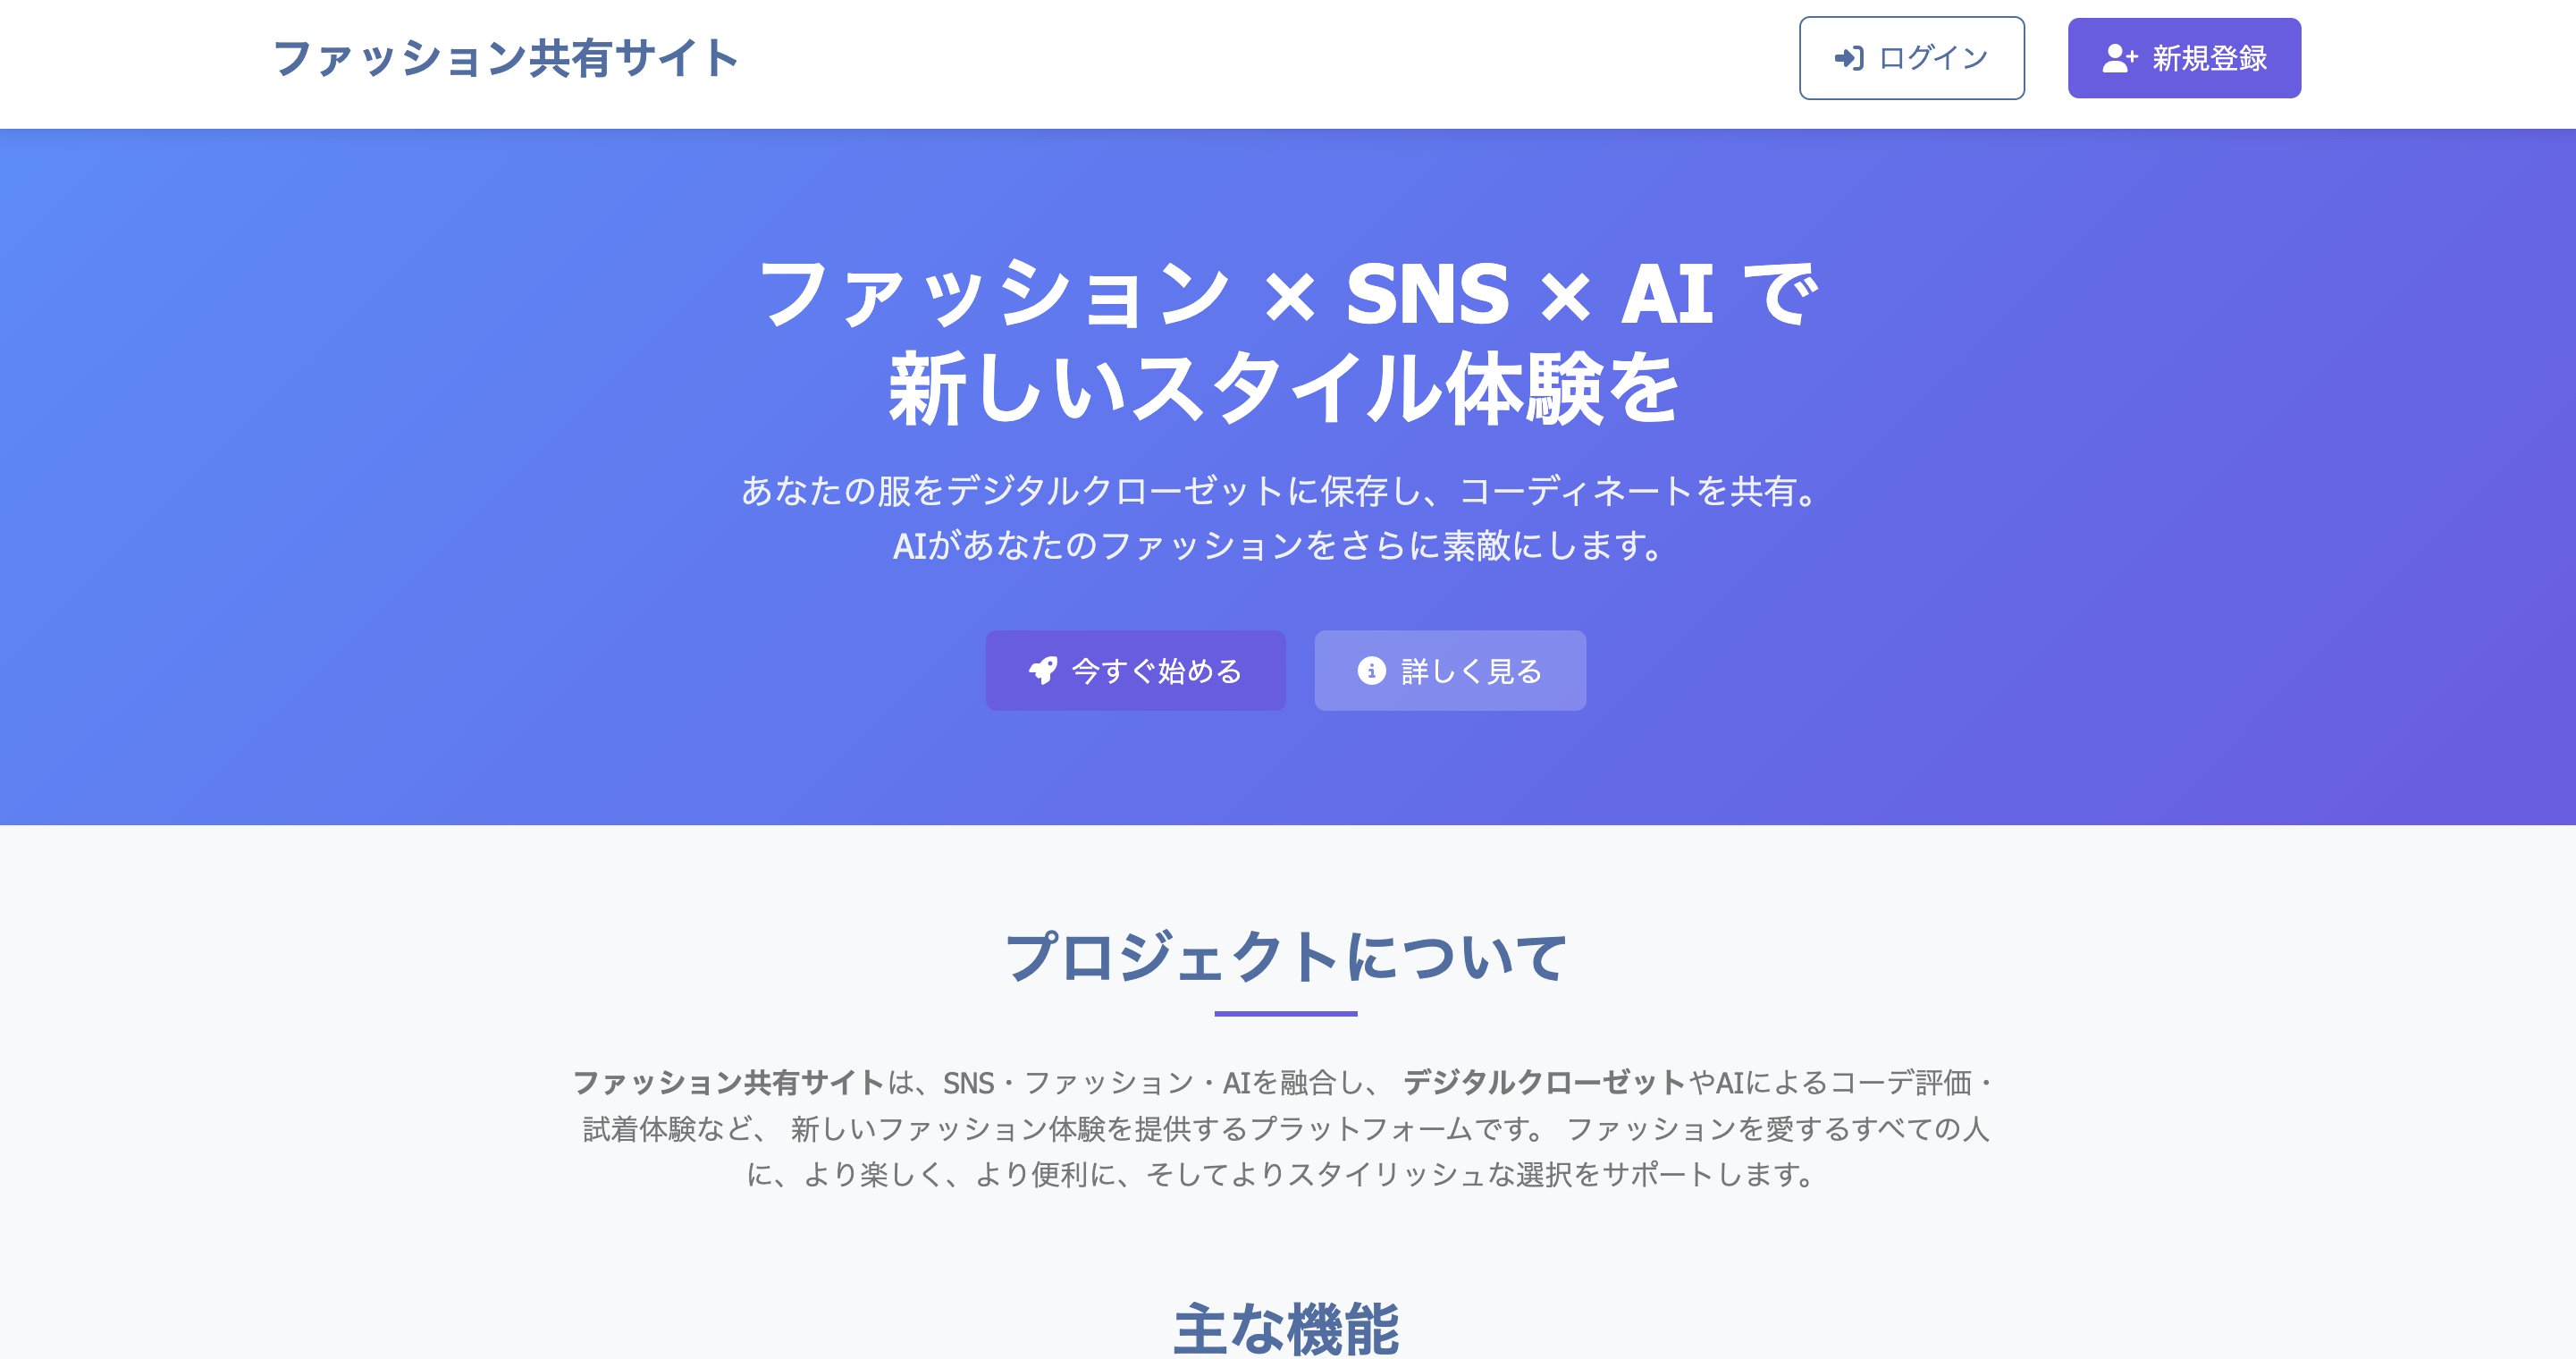 ファッション共有サイト
ログイン
新規登録
ファッション × SNS × AI で
新しいスタイル体験を
あなたの服をデジタルクローゼットに保存し、コーディネートを共有。
AIがあなたのファッションをさらに素敵にします。
今すぐ始める
詳しく見る
プロジェクトについて
ファッション共有サイトは、SNS・ファッション・AIを融合し、 デジタルクローゼットやAIによるコーデ評価・
試着体験など、 新しいファッション体験を提供するプラットフォームです。 ファッションを愛するすべての人
に、より楽しく、より便利に、そしてよりスタイリッシュな選択をサポートします。
主な機能